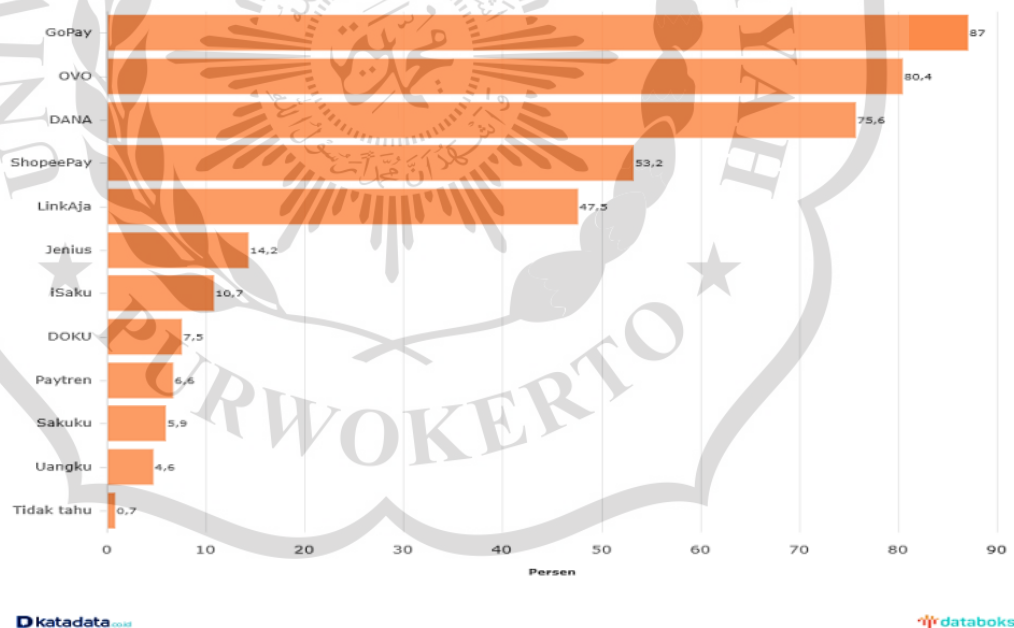 GoPay 87
OVO 80,4
DANA 75,6
ShopeePay 53,2
LinkAja 47,5
Jenius 14,2
iSaku 10,7
DOKU 7,5
Paytren 6,6
Sakuku 5,9
Uangku 4,6
Tidak tahu 0,7
0 10 20 30 40 50 60 70 80 90
Persen
PURWOKERTO
YAH
UN
katadata.co.id
databoks